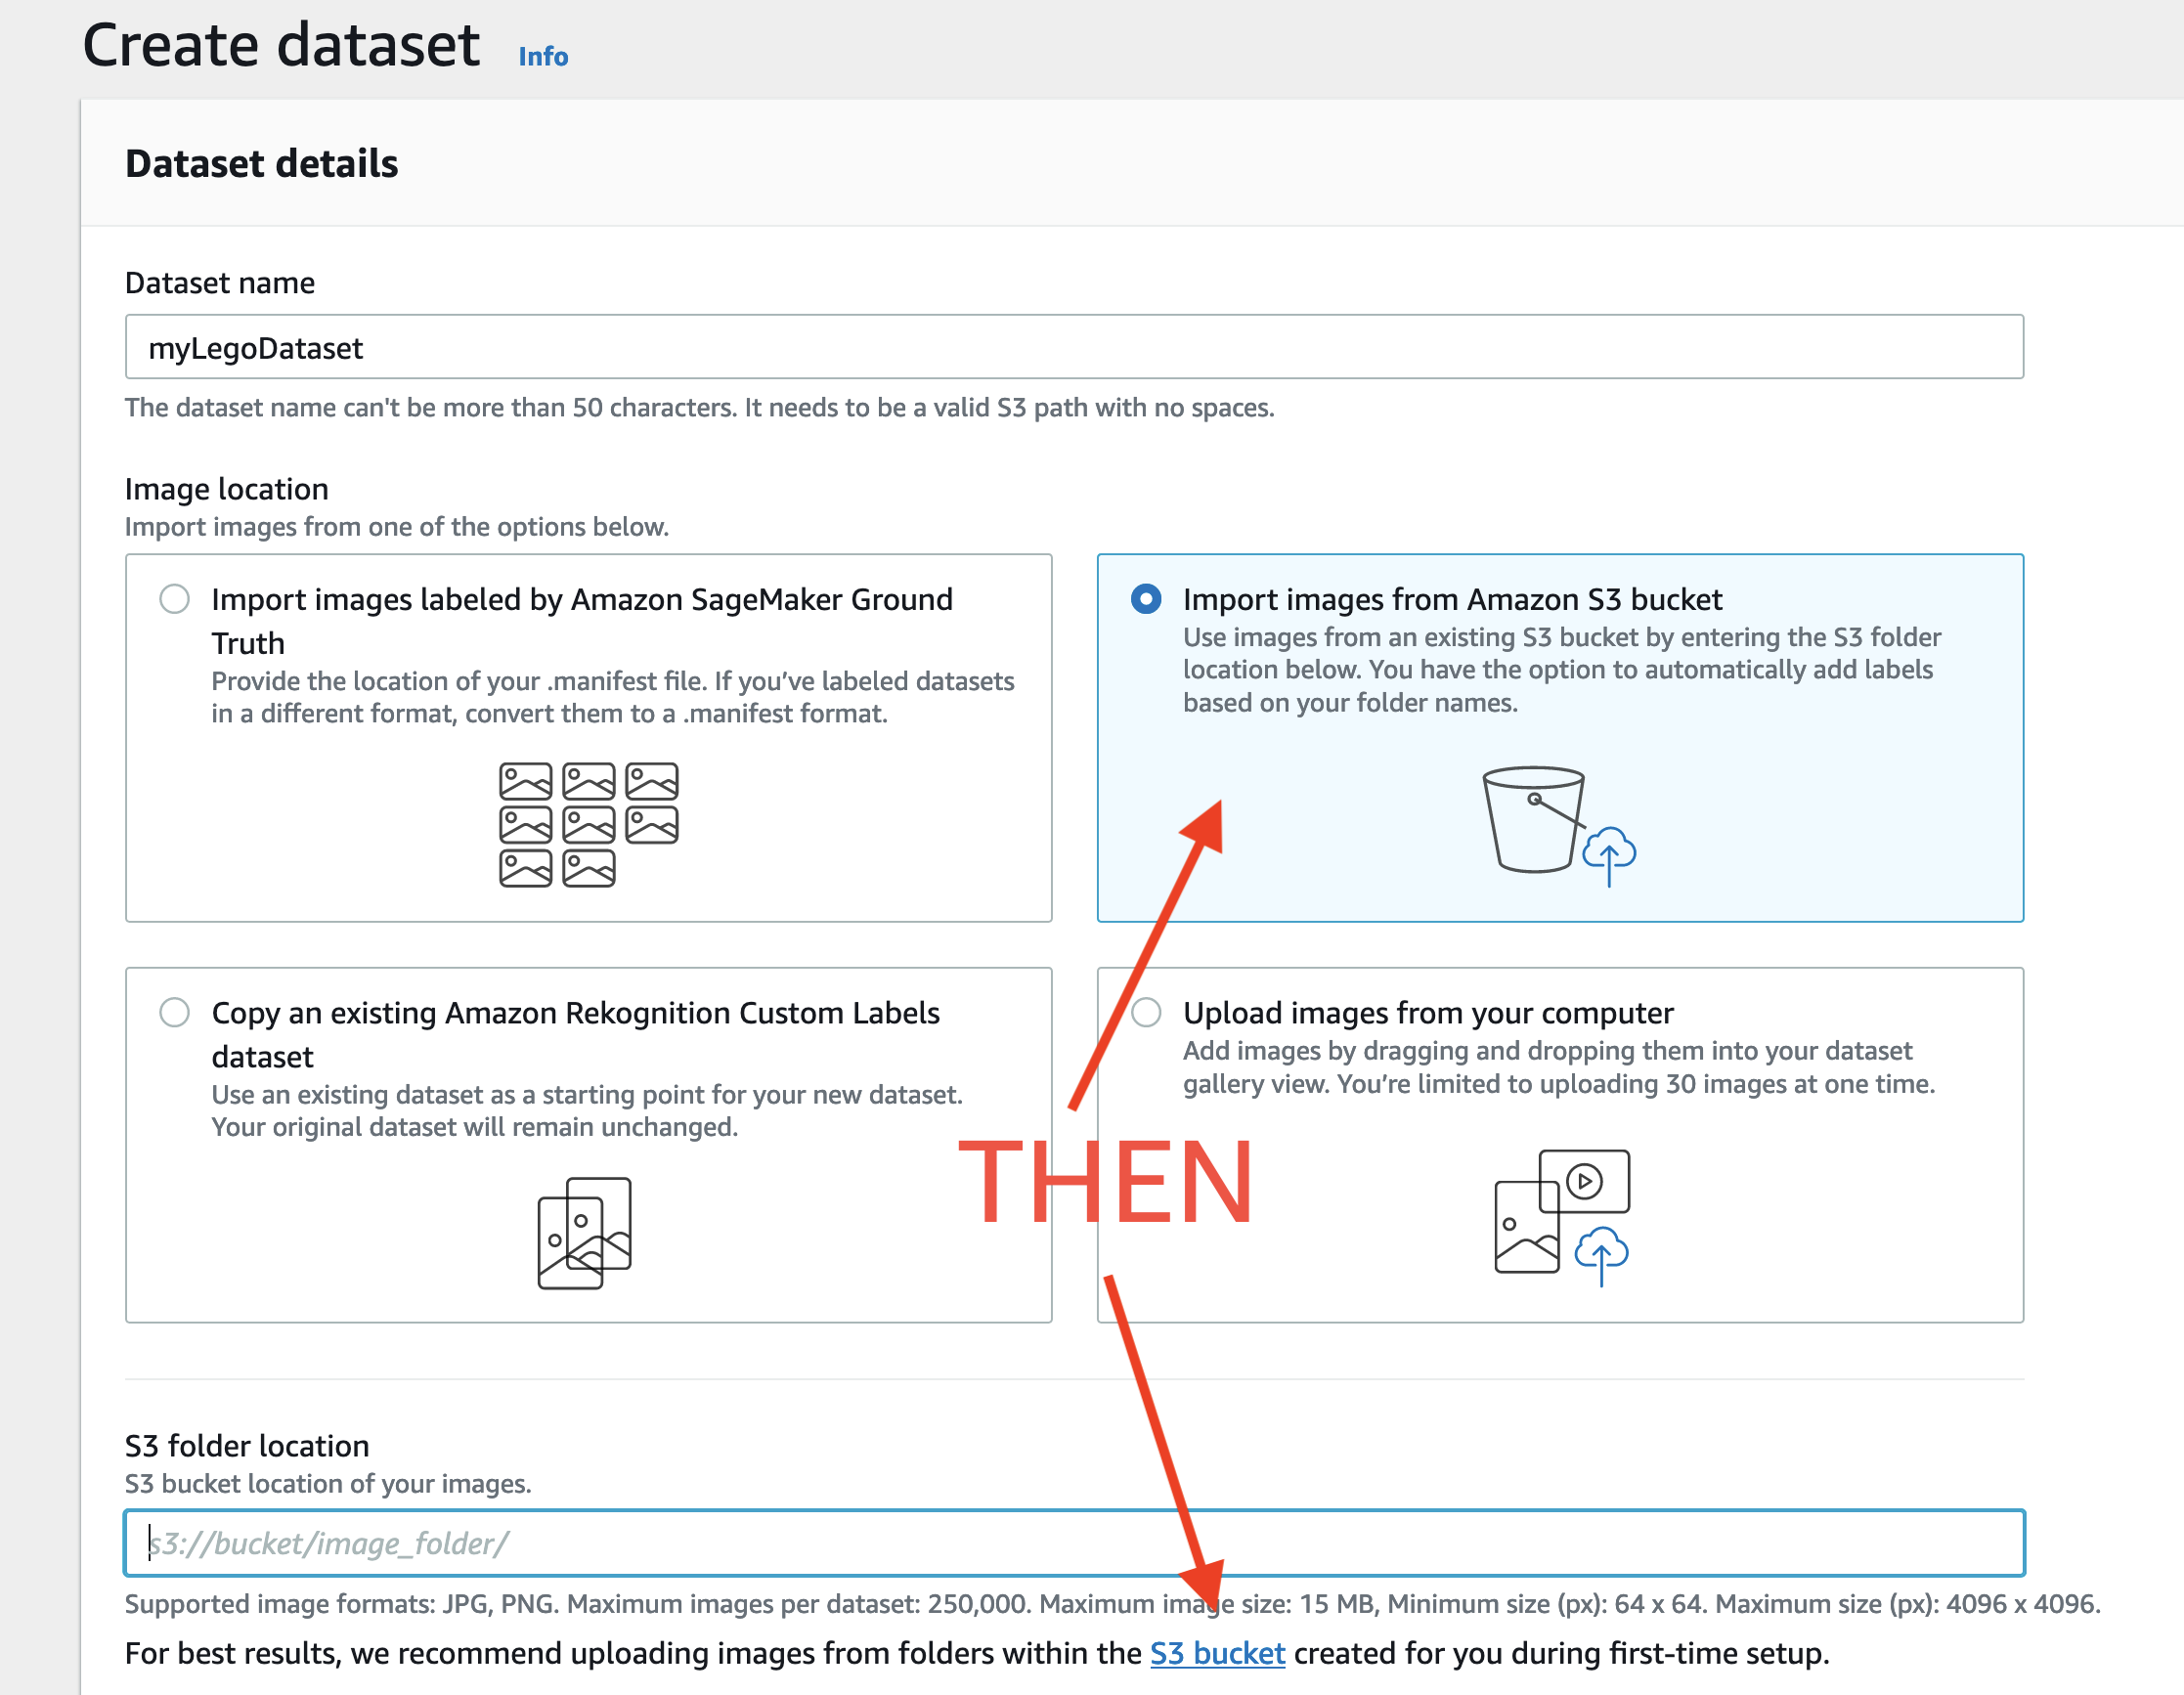 Create dataset Info
Dataset details
Dataset name
myLegoDataset
The dataset name can't be more than 50 characters. It needs to be a valid S3 path with no spaces.
Image location
Import images from one of the options below.
Import images labeled by Amazon SageMaker Ground
Truth
Provide the location of your .manifest file. If you’ve labeled datasets
in a different format, convert them to a .manifest format.
Import images from Amazon S3 bucket
Use images from an existing S3 bucket by entering the S3 folder
location below. You have the option to automatically add labels
based on your folder names.
Copy an existing Amazon Rekognition Custom Labels
dataset
Use an existing dataset as a starting point for your new dataset.
Your original dataset will remain unchanged.
Upload images from your computer
Add images by dragging and dropping them into your dataset
gallery view. You’re limited to uploading 30 images at one time.
THEN
S3 folder location
S3 bucket location of your images.
s3://bucket/image_folder/
Supported image formats: JPG, PNG. Maximum images per dataset: 250,000. Maximum image size: 15 MB, Minimum size (px): 64 x 64. Maximum size (px): 4096 x 4096.
For best results, we recommend uploading images from folders within the S3 bucket created for you during first-time setup.